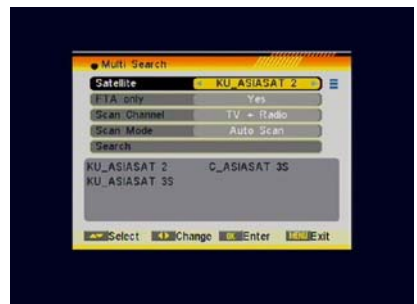 Multi Search
Satellite KU_ASIASAT 2
FTA only Yes
Scan Channel TV + Radio
Scan Mode Auto Scan
Search
KU_ASIASAT 2 C_ASIASAT 3S
KU_ASIASAT 3S
Select Change OK Enter MENU Exit